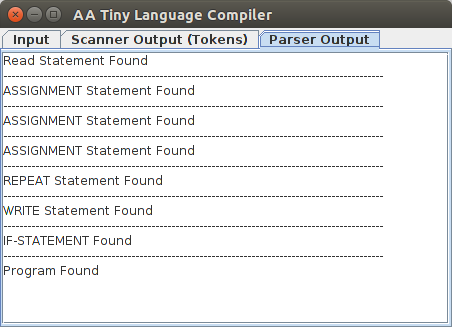 AA Tiny Language Compiler
Input Scanner Output (Tokens) Parser Output
Read Statement Found
ASSIGNMENT Statement Found
ASSIGNMENT Statement Found
ASSIGNMENT Statement Found
REPEAT Statement Found
WRITE Statement Found
IF-STATEMENT Found
Program Found